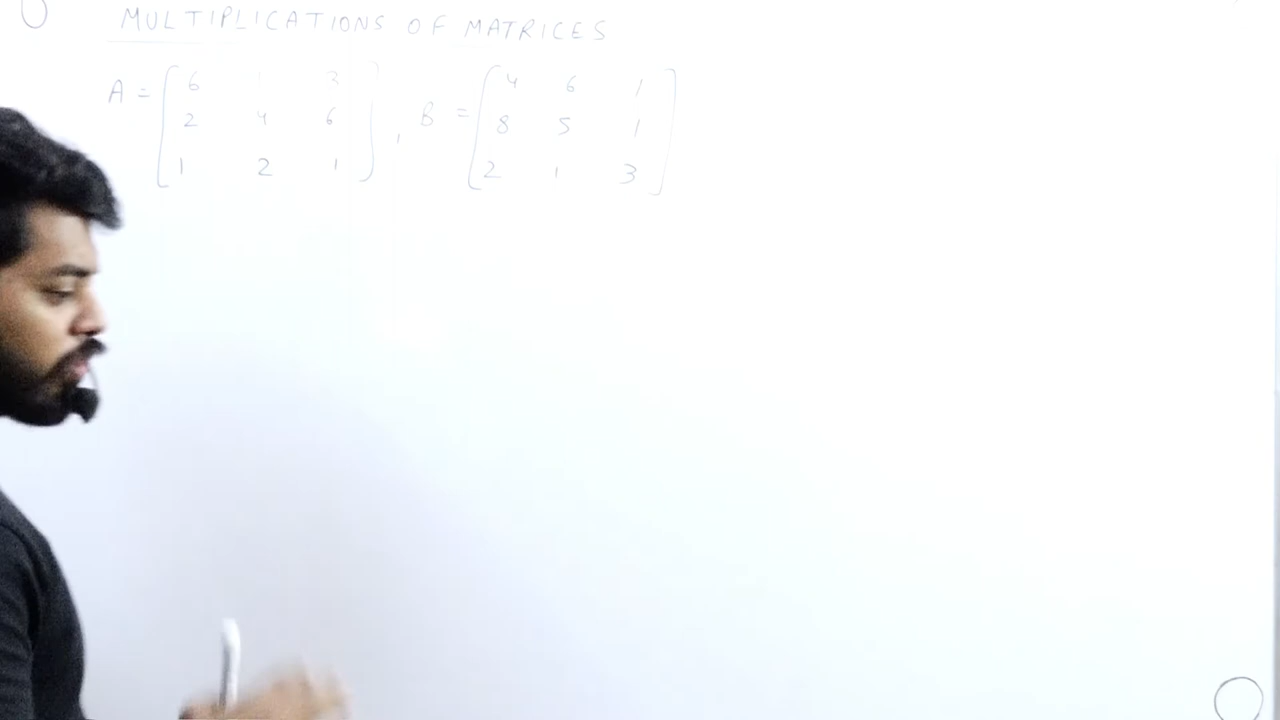 MULTIPLICATIONS OF MATRICES
A = [ 6 1 3 ] , B = [ 4 6 1 ]
2 4 6 8 5 1
1 2 1 2 1 3